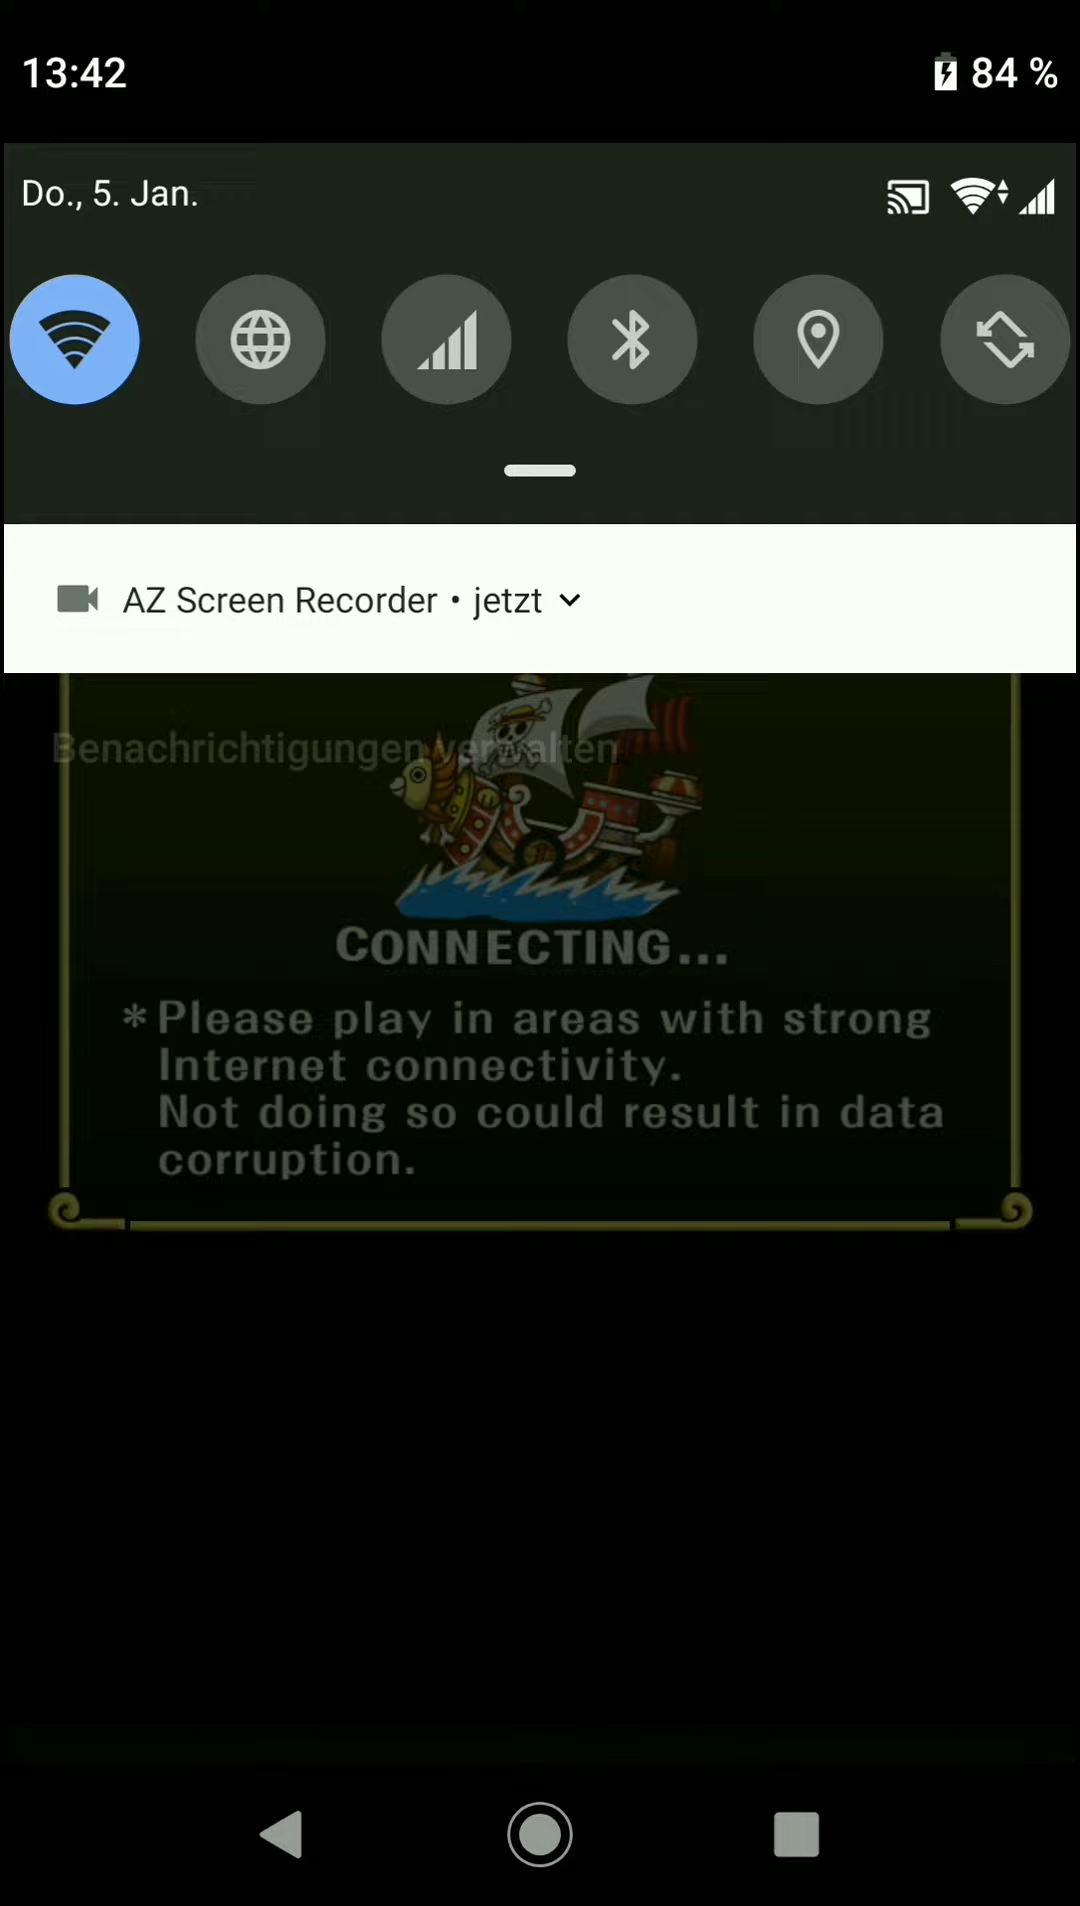 13:42
84 %
Do., 5. Jan.
AZ Screen Recorder • jetzt
Benachrichtigungen verwalten
CONNECTING...
*Please play in areas with strong
Internet connectivity.
Not doing so could result in data
corruption.